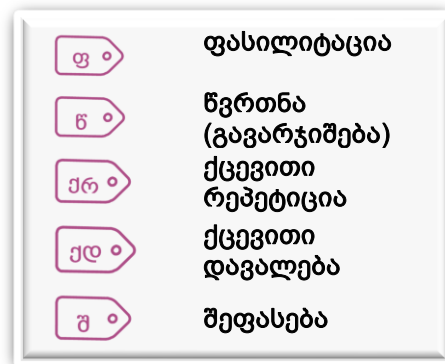 ფ ფასილიტაცია
წ წვრთნა
(გავარჯიშება)
ქრ ქცევითი
რეპეტიცია
ქდ ქცევითი
დავალება
შ შეფასება